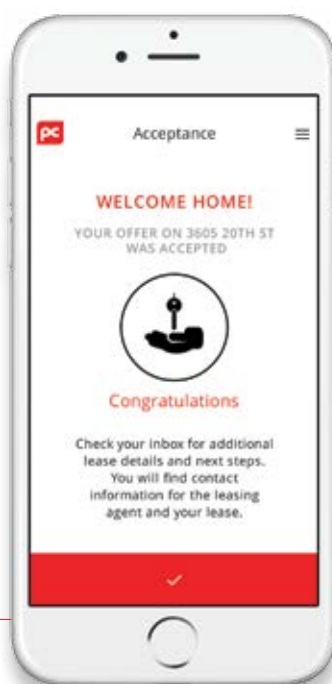 pc
Acceptance
WELCOME HOME!
YOUR OFFER ON 3605 20TH ST
WAS ACCEPTED
Congratulations
Check your inbox for additional
lease details and next steps.
You will find contact
information for the leasing
agent and your lease.